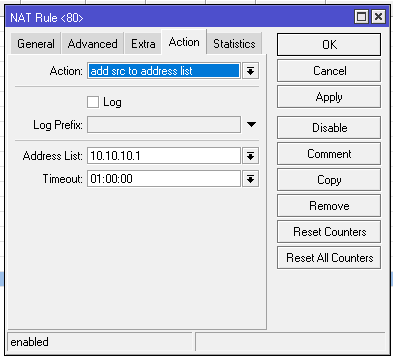 NAT Rule <80>
General Advanced Extra Action Statistics
Action: add src to address list
Log
Log Prefix:
Address List: 10.10.10.1
Timeout: 01:00:00
OK
Cancel
Apply
Disable
Comment
Copy
Remove
Reset Counters
Reset All Counters
enabled